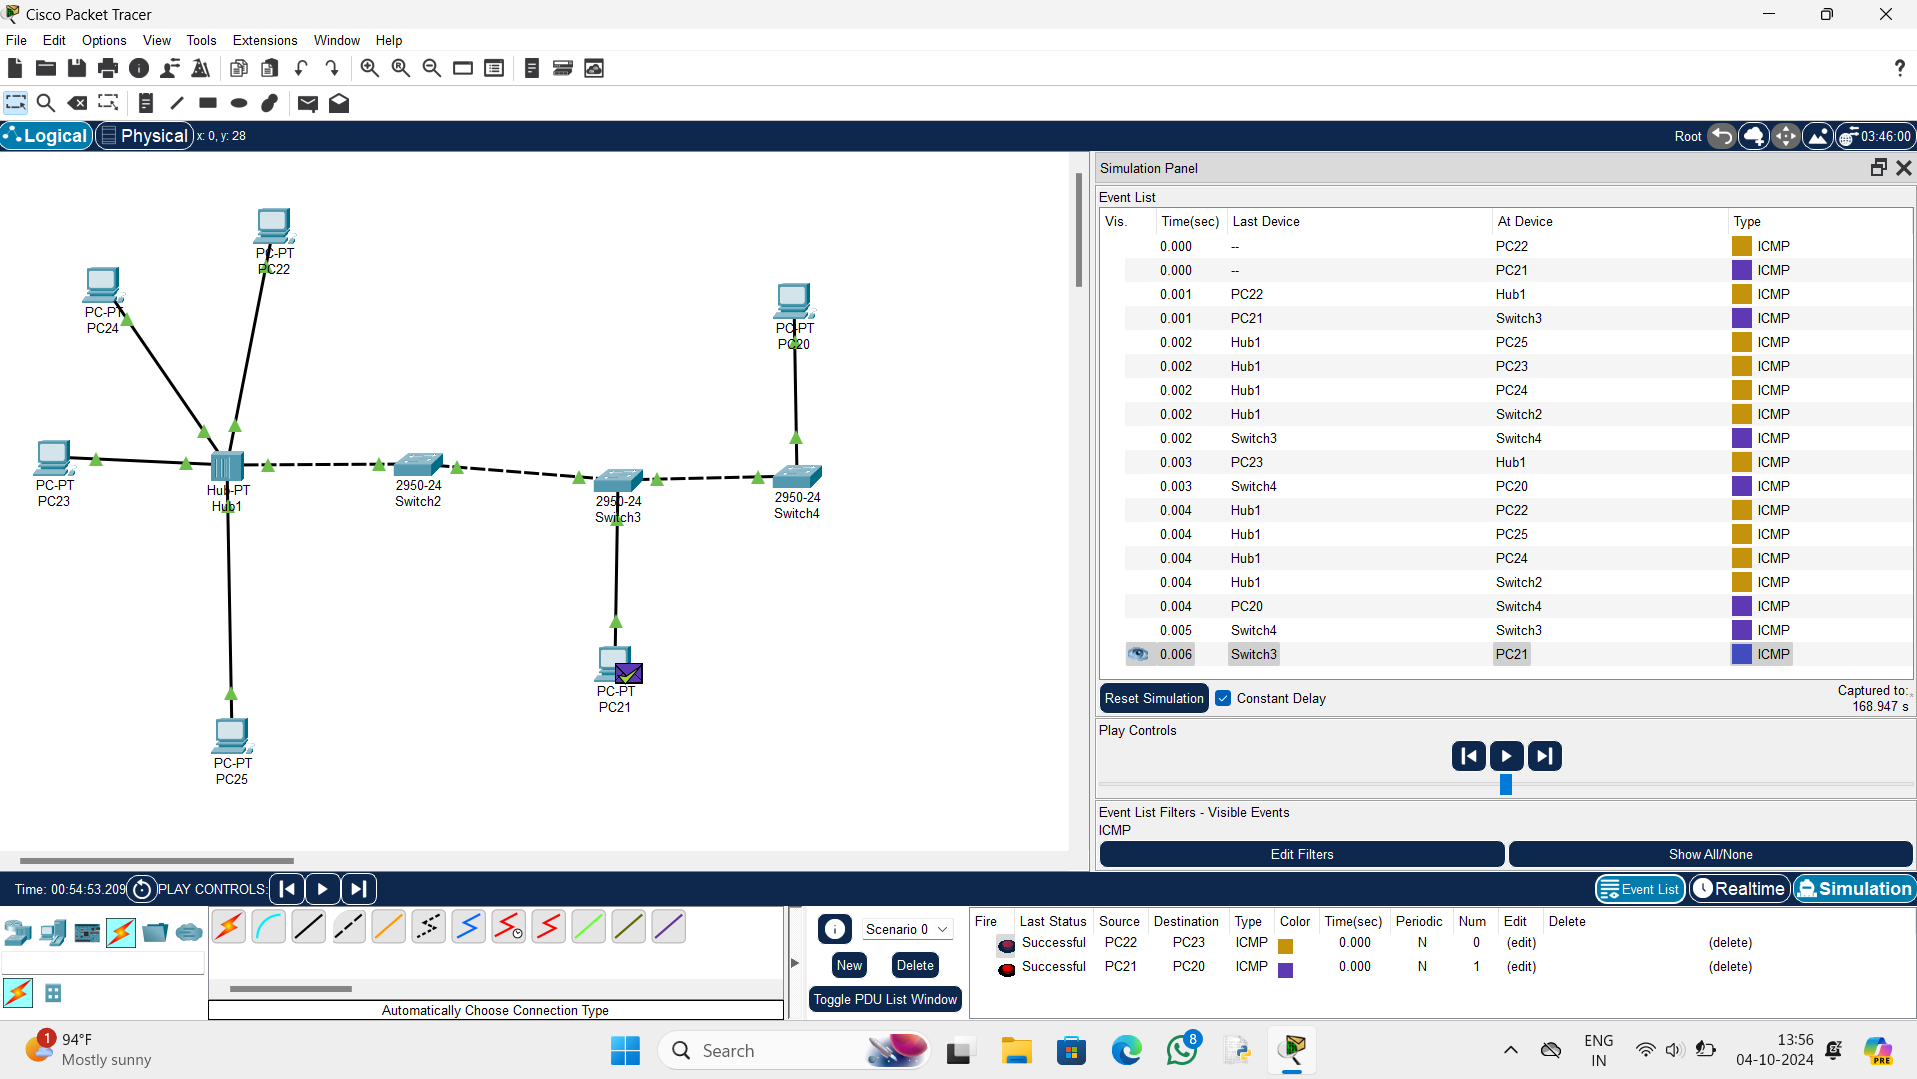 Cisco Packet Tracer
File Edit Options View Tools Extensions Window Help
Logical Physical x: 0, y: 28 Root 03:46:00
PC-PT
PC22
PC-PT
PC24
PC-PT
PC20
PC-PT
PC23
Hub-PT
Hub1
2950-24
Switch2
2950-24
Switch3
2950-24
Switch4
PC-PT
PC21
PC-PT
PC25
Simulation Panel
Event List
Vis. Time(sec) Last Device At Device Type
0.000 -- PC22 ICMP
0.000 -- PC21 ICMP
0.001 PC22 Hub1 ICMP
0.001 PC21 Switch3 ICMP
0.002 Hub1 PC25 ICMP
0.002 Hub1 PC23 ICMP
0.002 Hub1 PC24 ICMP
0.002 Hub1 Switch2 ICMP
0.002 Switch3 Switch4 ICMP
0.003 PC23 Hub1 ICMP
0.003 Switch4 PC20 ICMP
0.004 Hub1 PC22 ICMP
0.004 Hub1 PC25 ICMP
0.004 Hub1 PC24 ICMP
0.004 Hub1 Switch2 ICMP
0.004 PC20 Switch4 ICMP
0.005 Switch4 Switch3 ICMP
0.006 Switch3 PC21 ICMP
Reset Simulation Constant Delay Captured to:
168.947 s
Play Controls
Event List Filters - Visible Events
ICMP
Edit Filters Show All/None
Time: 00:54:53.209 PLAY CONTROLS: Event List Realtime Simulation
Automatically Choose Connection Type
Scenario 0
New Delete
Toggle PDU List Window
Fire Last Status Source Destination Type Color Time(sec) Periodic Num Edit Delete
Successful PC22 PC23 ICMP 0.000 N 0 (edit) (delete)
Successful PC21 PC20 ICMP 0.000 N 1 (edit) (delete)
1 94°F
Mostly sunny
Search
8
ENG
IN
13:56
04-10-2024
PRE